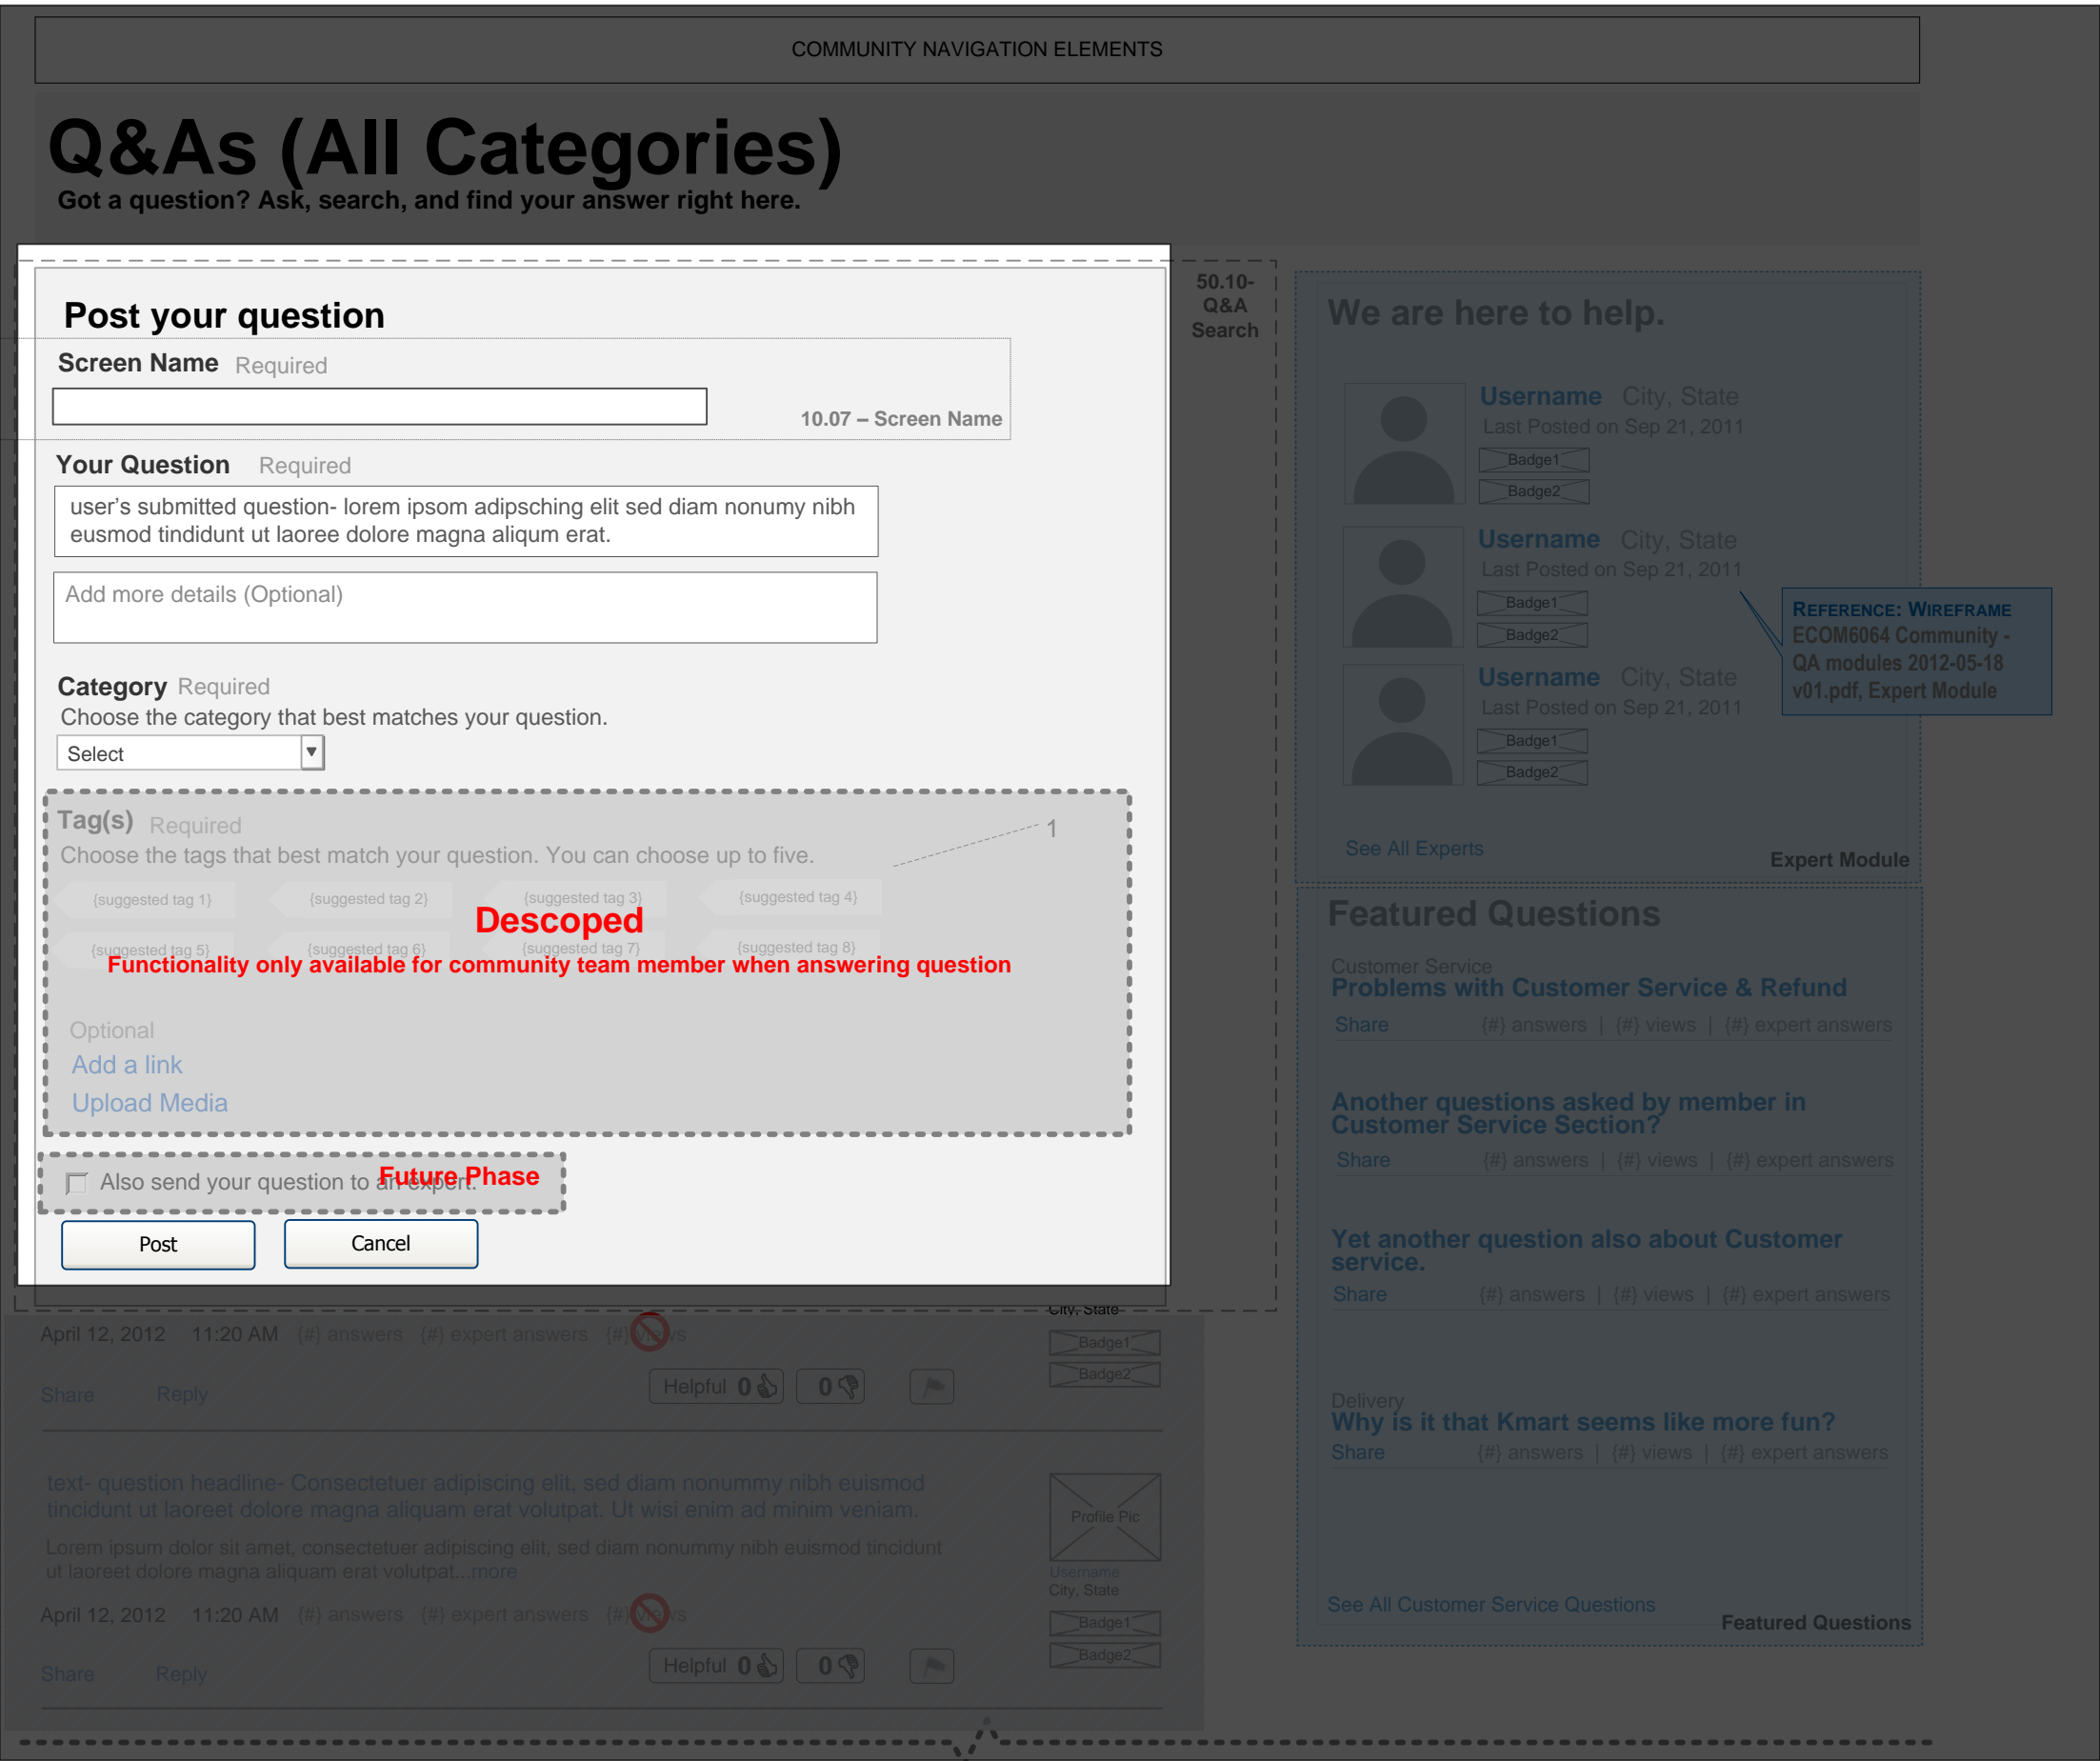 COMMUNITY NAVIGATION ELEMENTS
Q&As (All Categories)
Got a question? Ask, search, and find your answer right here.
50.10-
Q&A
Search
Post your question
Screen Name Required
10.07 – Screen Name
Your Question Required
user's submitted question- lorem ipsom adipsching elit sed diam nonumy nibh
eusmod tindidunt ut laoree dolore magna aliqum erat.
Add more details (Optional)
Category Required
Choose the category that best matches your question.
Select
Tag(s) Required
1
Choose the tags that best match your question. You can choose up to five.
{suggested tag 1} {suggested tag 2} {suggested tag 3} {suggested tag 4}
Descoped
{suggested tag 5} {suggested tag 6} {suggested tag 7} {suggested tag 8}
Functionality only available for community team member when answering question
Optional
Add a link
Upload Media
Also send your question to an expert.
Future Phase
Post Cancel
City, State
April 12, 2012 11:20 AM {#} answers {#} expert answers {#} views
Badge1
Badge2
Share Reply Helpful 0 0
text- question headline- Consectetuer adipiscing elit, sed diam nonummy nibh euismod
tincidunt ut laoreet dolore magna aliquam erat volutpat. Ut wisi enim ad minim veniam.
Lorem ipsum dolor sit amet, consectetuer adipiscing elit, sed diam nonummy nibh euismod tincidunt
ut laoreet dolore magna aliquam erat volutpat...more
Profile Pic
Username
City, State
April 12, 2012 11:20 AM {#} answers {#} expert answers {#} views
Badge1
Badge2
Share Reply Helpful 0 0
We are here to help.
Username City, State
Last Posted on Sep 21, 2011
Badge1
Badge2
Username City, State
Last Posted on Sep 21, 2011
Badge1
Badge2
Username City, State
Last Posted on Sep 21, 2011
Badge1
Badge2
REFERENCE: WIREFRAME
ECOM6064 Community -
QA modules 2012-05-18
v01.pdf, Expert Module
See All Experts
Expert Module
Featured Questions
Customer Service
Problems with Customer Service & Refund
Share {#} answers | {#} views | {#} expert answers
Another questions asked by member in
Customer Service Section?
Share {#} answers | {#} views | {#} expert answers
Yet another question also about Customer
service.
Share {#} answers | {#} views | {#} expert answers
Delivery
Why is it that Kmart seems like more fun?
Share {#} answers | {#} views | {#} expert answers
See All Customer Service Questions
Featured Questions